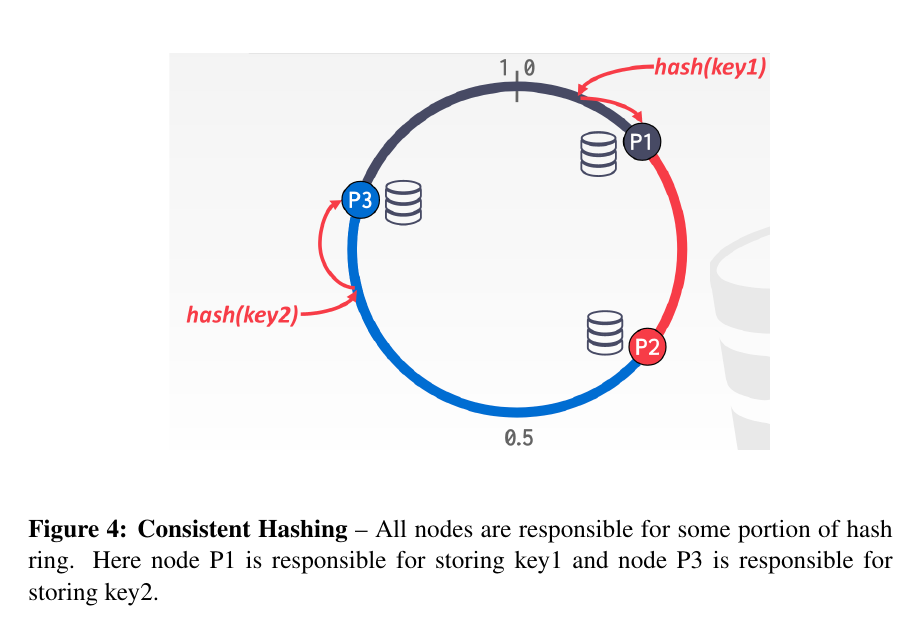 1 0
hash(key1)
P1
P3
hash(key2)
P2
0.5
Figure 4: Consistent Hashing – All nodes are responsible for some portion of hash
ring. Here node P1 is responsible for storing key1 and node P3 is responsible for
storing key2.